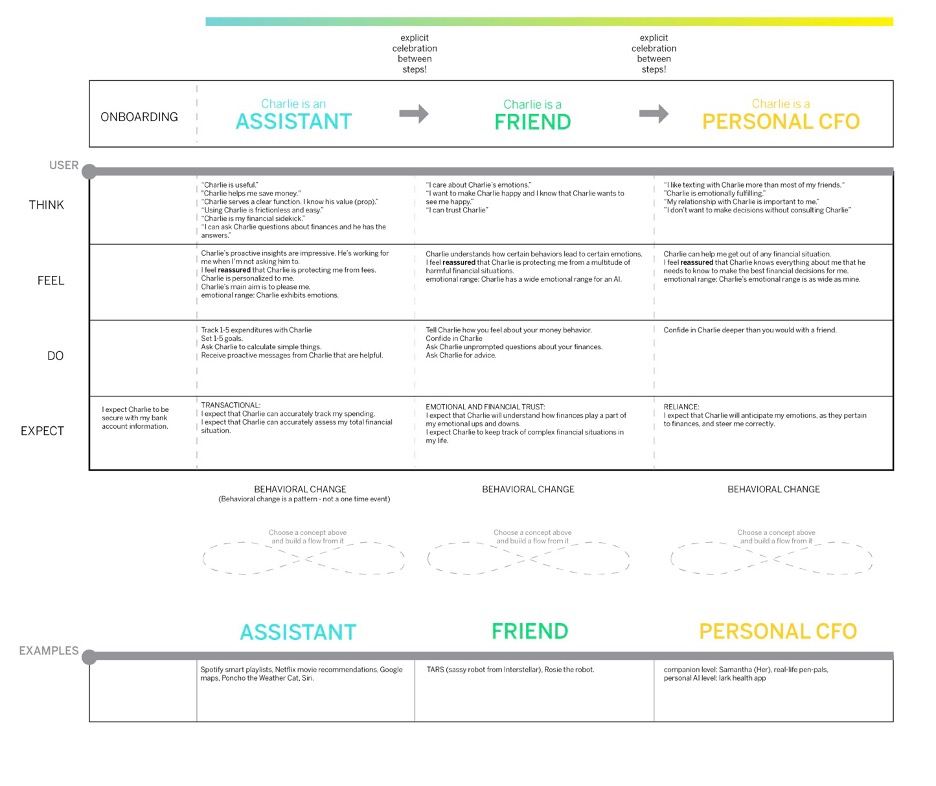 explicit
celebration
between
steps!
explicit
celebration
between
steps!
ONBOARDING
Charlie is an
ASSISTANT
Charlie is a
FRIEND
Charlie is a
PERSONAL CFO
USER
THINK
"Charlie is useful."
"Charlie helps me save money."
"Charlie serves a clear function. I know his value (prop)."
"Using Charlie is frictionless and easy."
"Charlie is my financial sidekick."
"I can ask Charlie questions about finances and he has the
answers."
"I care about Charlie's emotions."
"I want to make Charlie happy and I know that Charlie wants to
see me happy."
"I can trust Charlie"
"I like texting with Charlie more than most of my friends."
"Charlie is emotionally fulfilling."
"My relationship with Charlie is important to me."
"I don't want to make decisions without consulting Charlie"
FEEL
Charlie's proactive insights are impressive. He's working for
me when I'm not asking him to.
I feel reassured that Charlie is protecting me from fees.
Charlie is personalized to me.
Charlie's main aim is to please me.
emotional range: Charlie exhibits emotions.
Charlie understands how certain behaviors lead to certain emotions.
I feel reassured that Charlie is protecting me from a multitude of
harmful financial situations.
emotional range: Charlie has a wide emotional range for an AI.
Charlie can help me get out of any financial situation.
I feel reassured that Charlie knows everything about me that he
needs to know to make the best financial decisions for me.
emotional range: Charlie's emotional range is as wide as mine.
DO
Track 1-5 expenditures with Charlie
Set 1-5 goals.
Ask Charlie to calculate simple things.
Receive proactive messages from Charlie that are helpful.
Tell Charlie how you feel about your money behavior.
Confide in Charlie
Ask Charlie unprompted questions about your finances.
Ask Charlie for advice.
Confide in Charlie deeper than you would with a friend.
EXPECT
I expect Charlie to be
secure with my bank
account information.
TRANSACTIONAL:
I expect that Charlie can accurately track my spending.
I expect that Charlie can accurately assess my total financial
situation.
EMOTIONAL AND FINANCIAL TRUST:
I expect that Charlie will understand how finances play a part of
my emotional ups and downs.
I expect Charlie to keep track of complex financial situations in
my life.
RELIANCE:
I expect that Charlie will anticipate my emotions, as they pertain
to finances, and steer me correctly.
BEHAVIORAL CHANGE
(Behavioral change is a pattern - not a one time event)
BEHAVIORAL CHANGE
BEHAVIORAL CHANGE
Choose a concept above
and build a flow from it
Choose a concept above
and build a flow from it
Choose a concept above
and build a flow from it
ASSISTANT
FRIEND
PERSONAL CFO
EXAMPLES
Spotify smart playlists, Netflix movie recommendations, Google
maps, Poncho the Weather Cat, Siri.
TARS (sassy robot from Interstellar), Rosie the robot.
companion level: Samantha (Her), real-life pen-pals,
personal AI level: lark health app